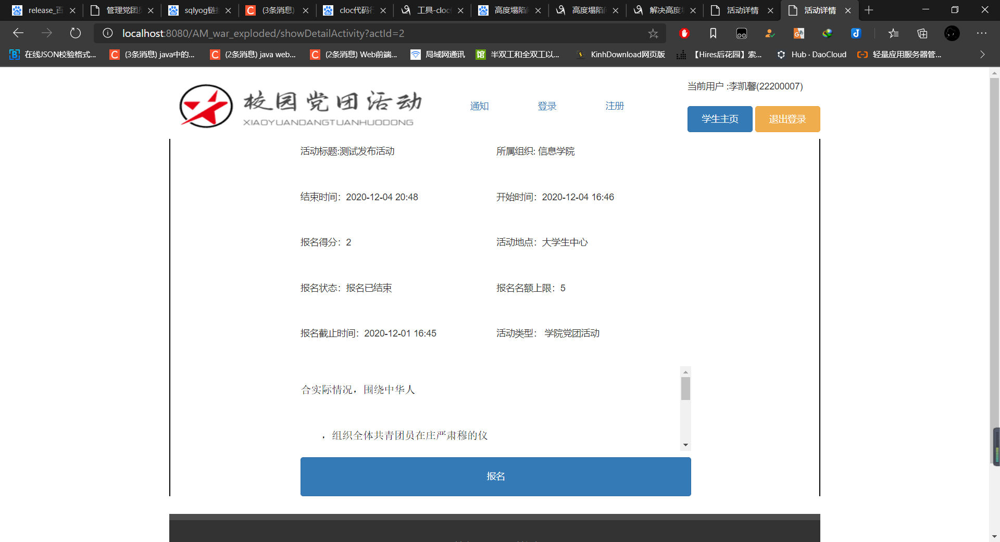 release_百
管理党团员
sqlyog链
(3条消息)
cloc代码行
工具-cloc
高度塌陷
高度塌陷
解决高度
活动详情
活动详情
localhost:8080/AM_war_exploded/showDetailActivity?actId=2
在线JSON校验格式...
(3条消息) java中的...
(2条消息) java web...
(2条消息) Web前端...
局域网通讯
半双工和全双工以...
KinhDownload网页版
【Hires后花园】索...
Hub · DaoCloud
轻量应用服务器管...
校园党团活动
XIAOYUANDANGTUANHUODONG
通知
登录
注册
当前用户 :李凯馨(22200007)
学生主页
退出登录
活动标题:测试发布活动
所属组织: 信息学院
结束时间：2020-12-04 20:48
开始时间：2020-12-04 16:46
报名得分：2
活动地点：大学生中心
报名状态：报名已结束
报名名额上限：5
报名截止时间：2020-12-01 16:45
活动类型： 学院党团活动
合实际情况，围绕中华人
，组织全体共青团员在庄严肃穆的仪
报名